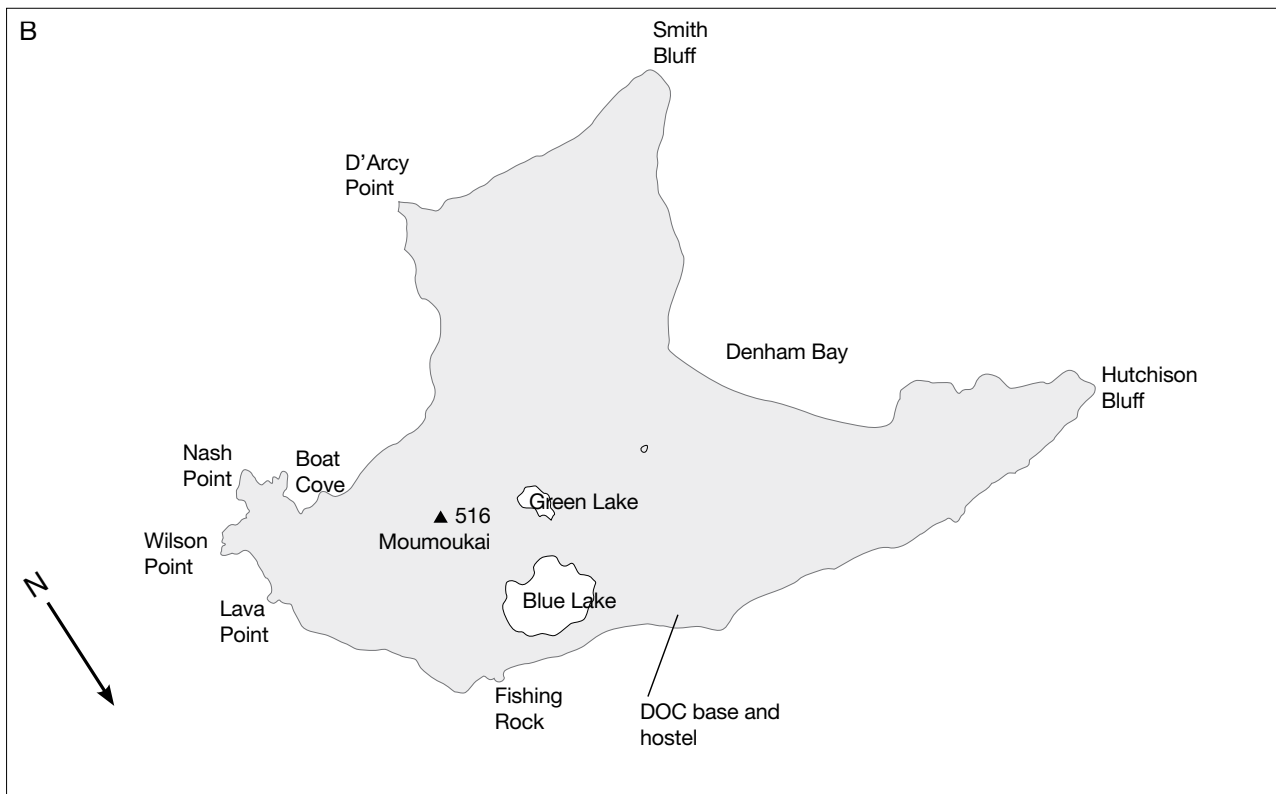 B
Smith
Bluff
D'Arcy
Point
Denham Bay
Hutchison
Bluff
Nash
Point
Boat
Cove
Green Lake
516
Moumoukai
Wilson
Point
N
Blue Lake
Lava
Point
Fishing
Rock
DOC base and
hostel